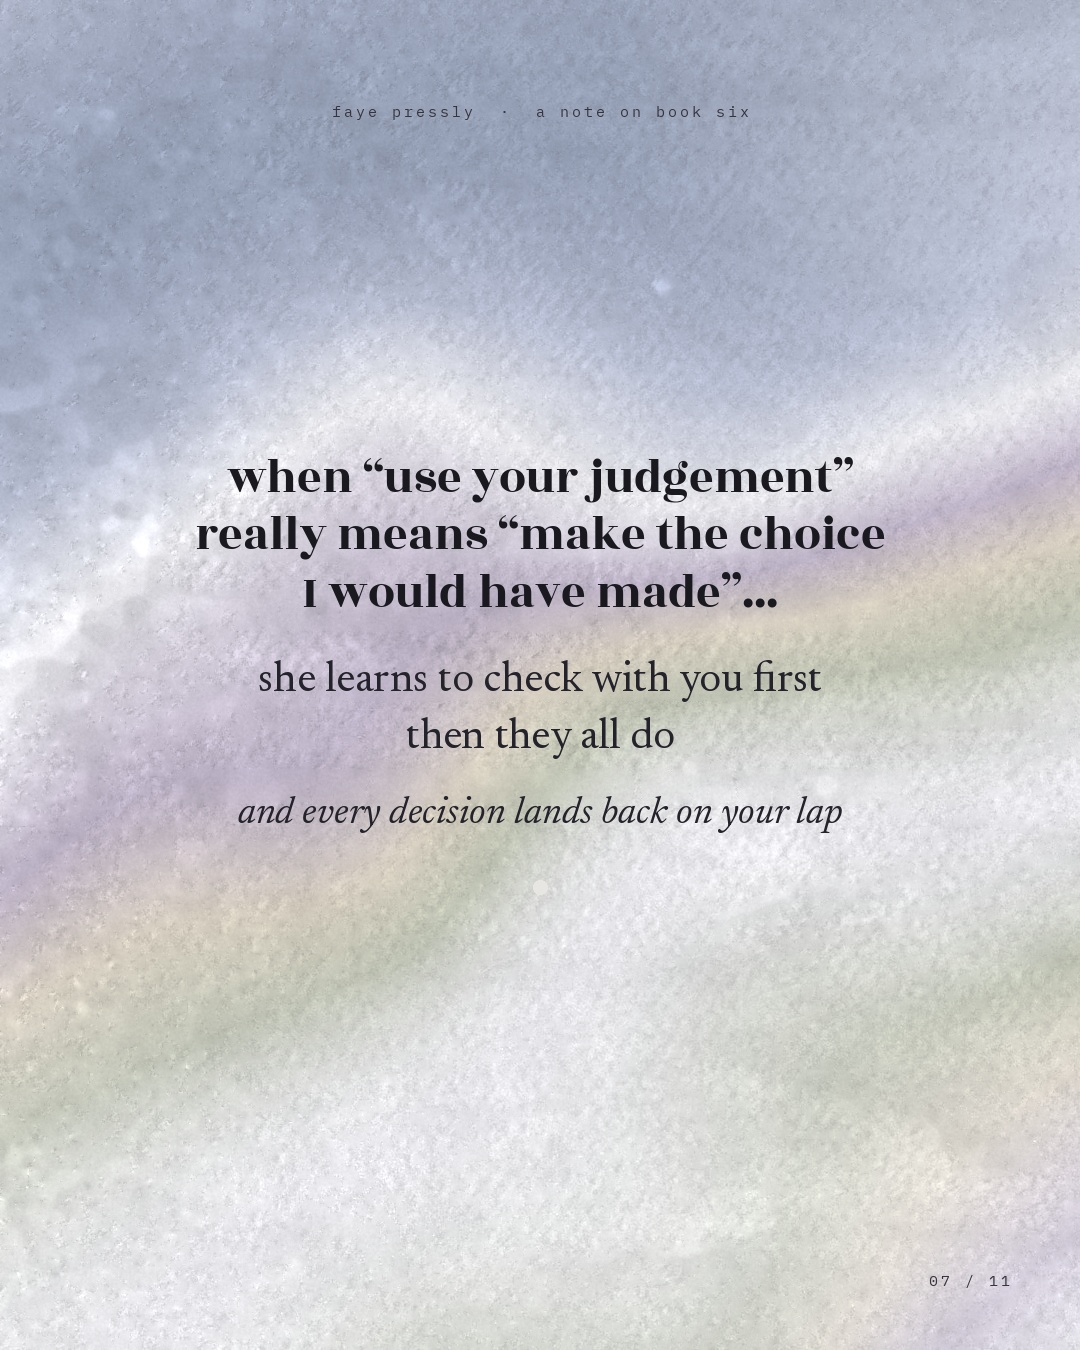 faye pressly · a note on book six
when “use your judgement”
really means “make the choice
I would have made”...
she learns to check with you first
then they all do
and every decision lands back on your lap
07 / 11